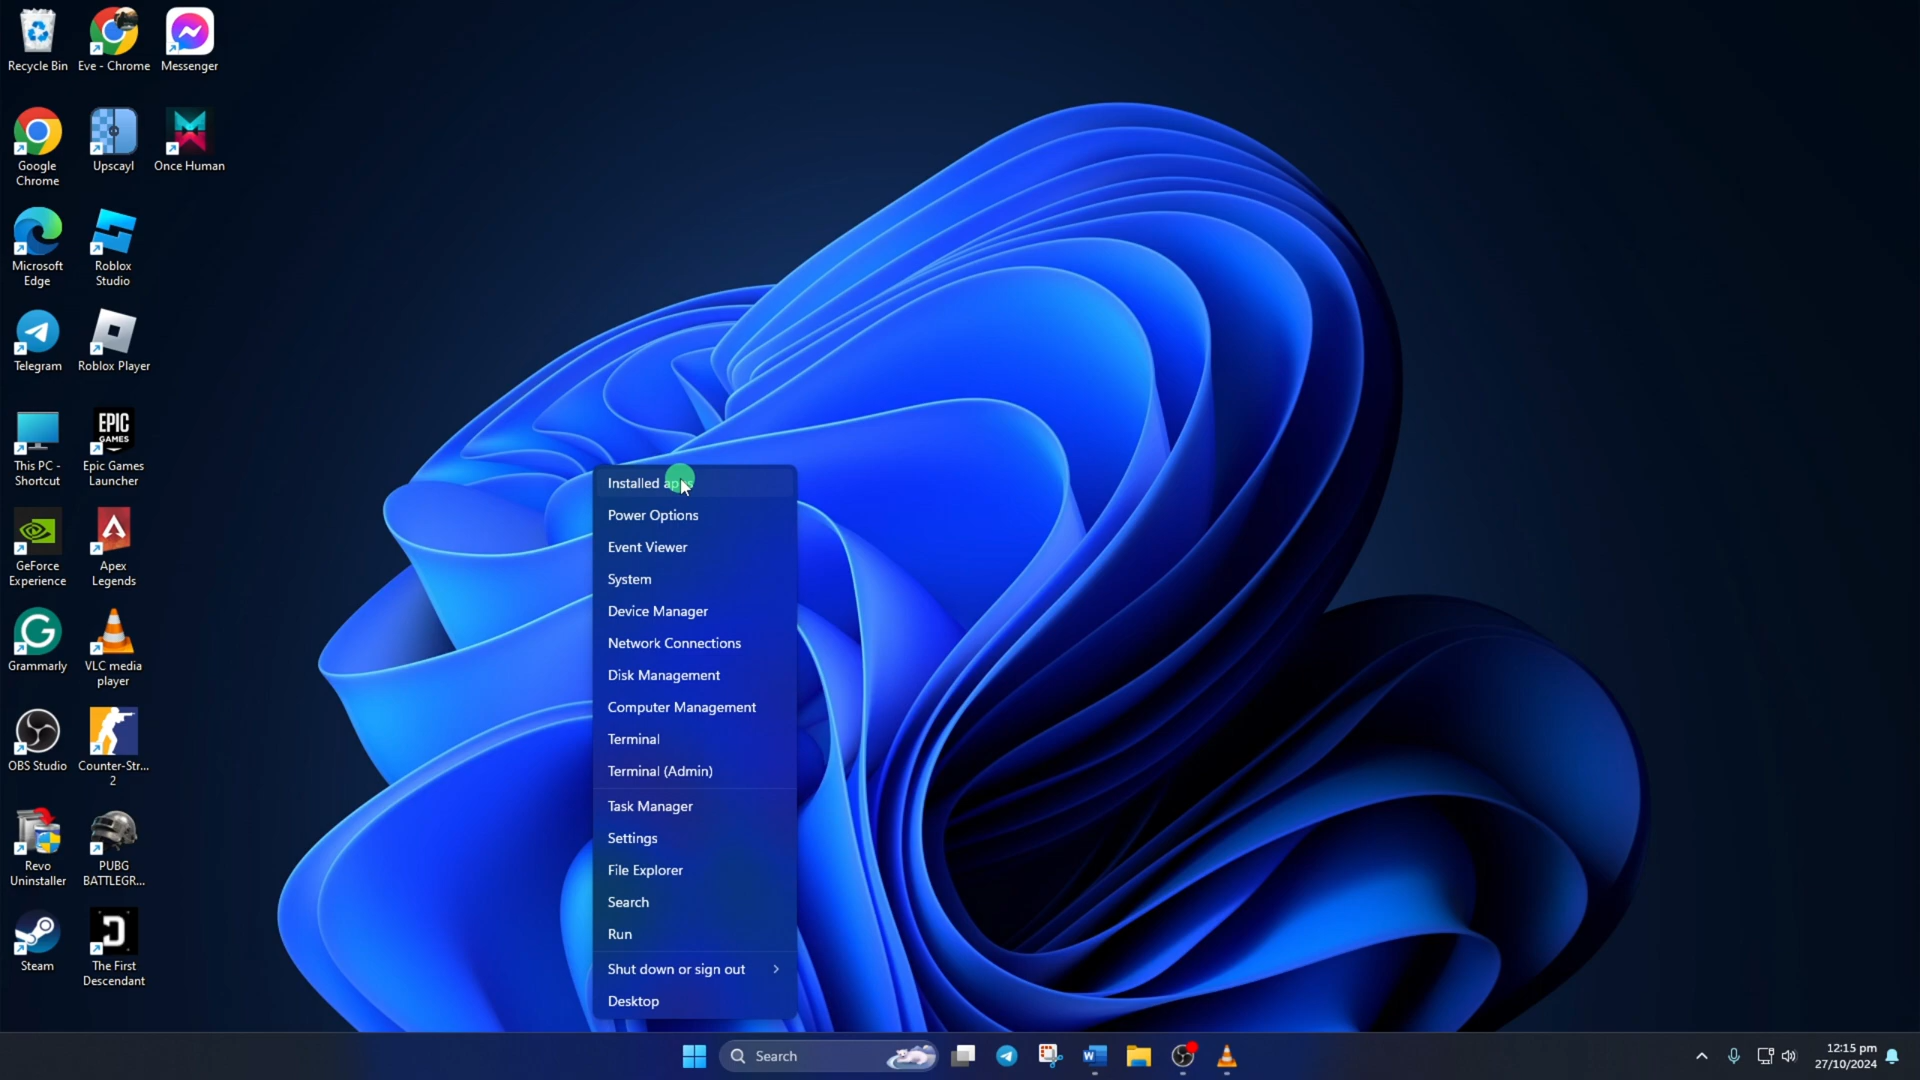 Recycle Bin
Eve - Chrome
Messenger
Google
Chrome
Upscayl
Once Human
Microsoft
Edge
Roblox
Studio
Telegram
Roblox Player
This PC -
Shortcut
EPIC
GAMES
Epic Games
Launcher
GeForce
Experience
Apex
Legends
Grammarly
VLC media
player
OBS Studio
Counter-Str...
2
Revo
Uninstaller
PUBG
BATTLEGR...
Steam
The First
Descendant
Installed apps
Power Options
Event Viewer
System
Device Manager
Network Connections
Disk Management
Computer Management
Terminal
Terminal (Admin)
Task Manager
Settings
File Explorer
Search
Run
Shut down or sign out
Desktop
Search
12:15 pm
27/10/2024